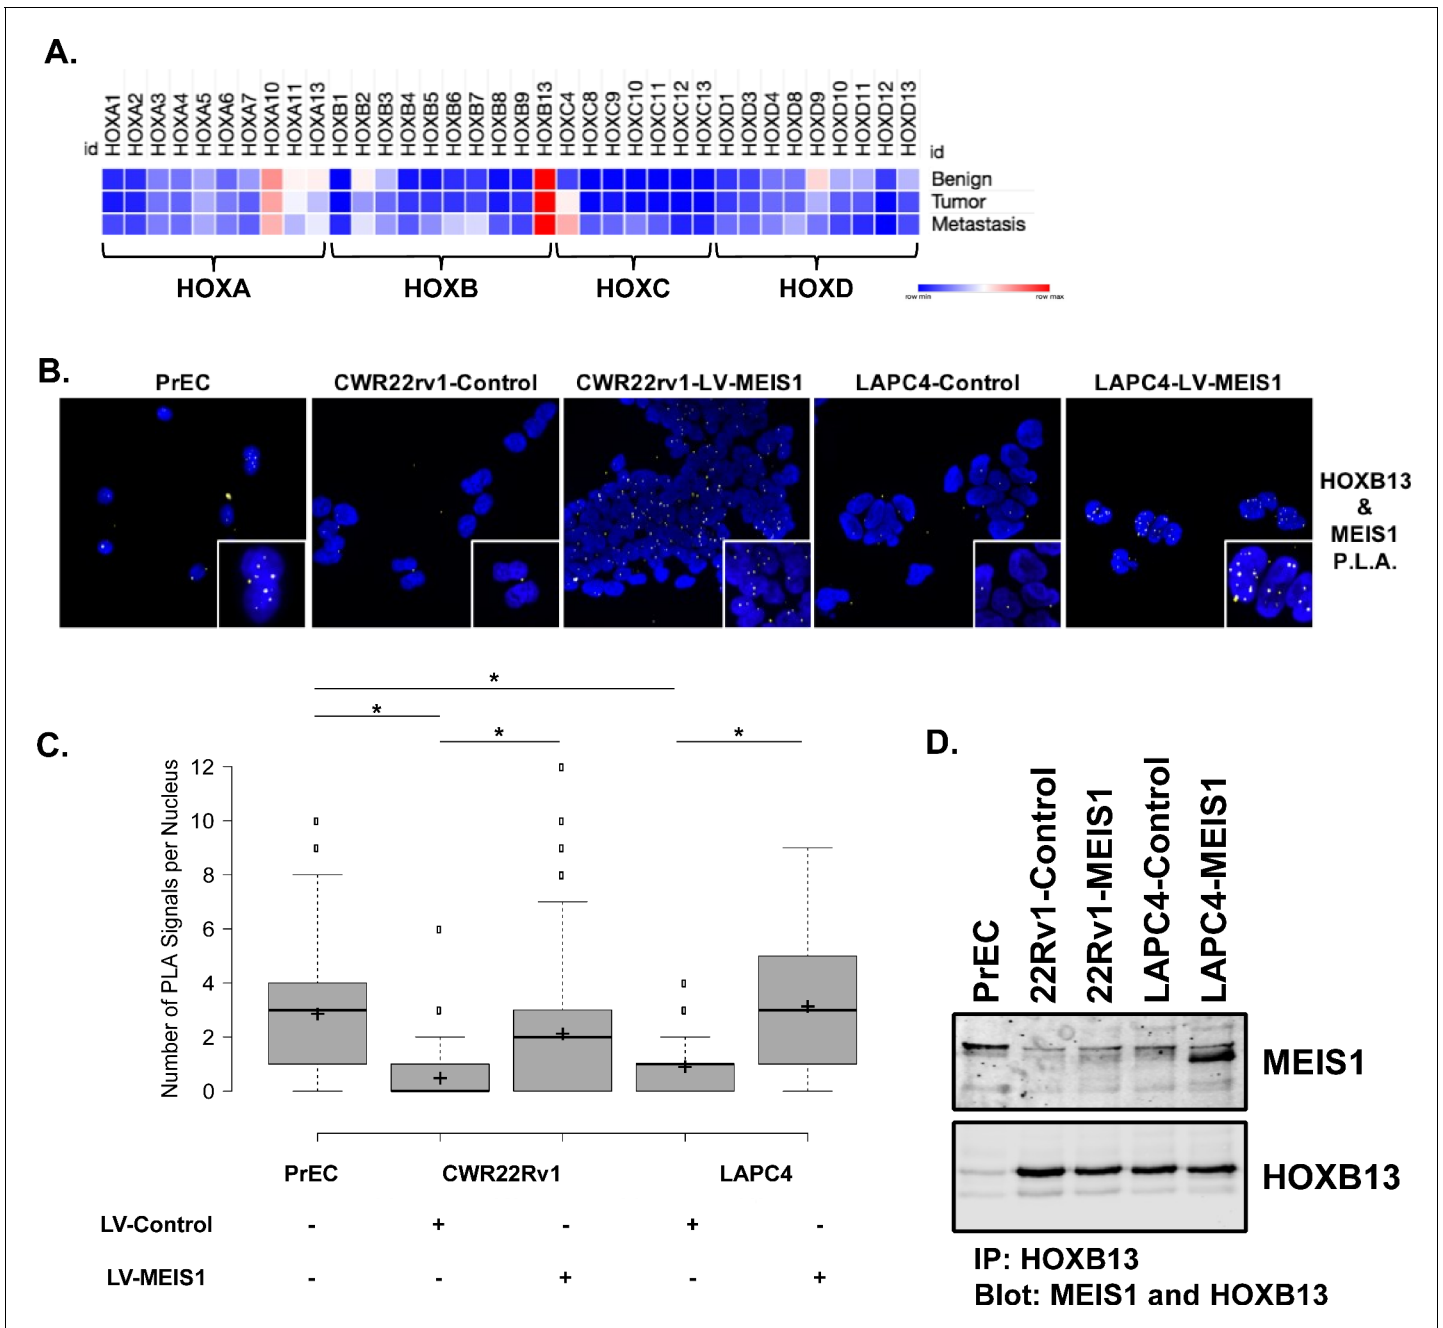 A.
HOXA1 HOXA2 HOXA3 HOXA4 HOXA5 HOXA6 HOXA7 HOXA10 HOXA11 HOXA13 HOXB1 HOXB2 HOXB3 HOXB4 HOXB5 HOXB6 HOXB7 HOXB8 HOXB9 HOXB13 HOXC4 HOXC8 HOXC9 HOXC10 HOXC11 HOXC12 HOXC13 HOXD1 HOXD3 HOXD4 HOXD8 HOXD9 HOXD10 HOXD11 HOXD12 HOXD13
id id
Benign
Tumor
Metastasis
HOXA HOXB HOXC HOXD
row min row max
B.
PrEC CWR22rv1-Control CWR22rv1-LV-MEIS1 LAPC4-Control LAPC4-LV-MEIS1
HOXB13
&
MEIS1
P.L.A.
C.
*
*
* *
Number of PLA Signals per Nucleus
12
10
8
6
4
2
0
PrEC CWR22Rv1 LAPC4
LV-Control - + - + -
LV-MEIS1 - - + - +
D.
PrEC 22Rv1-Control 22Rv1-MEIS1 LAPC4-Control LAPC4-MEIS1
MEIS1
HOXB13
IP: HOXB13
Blot: MEIS1 and HOXB13